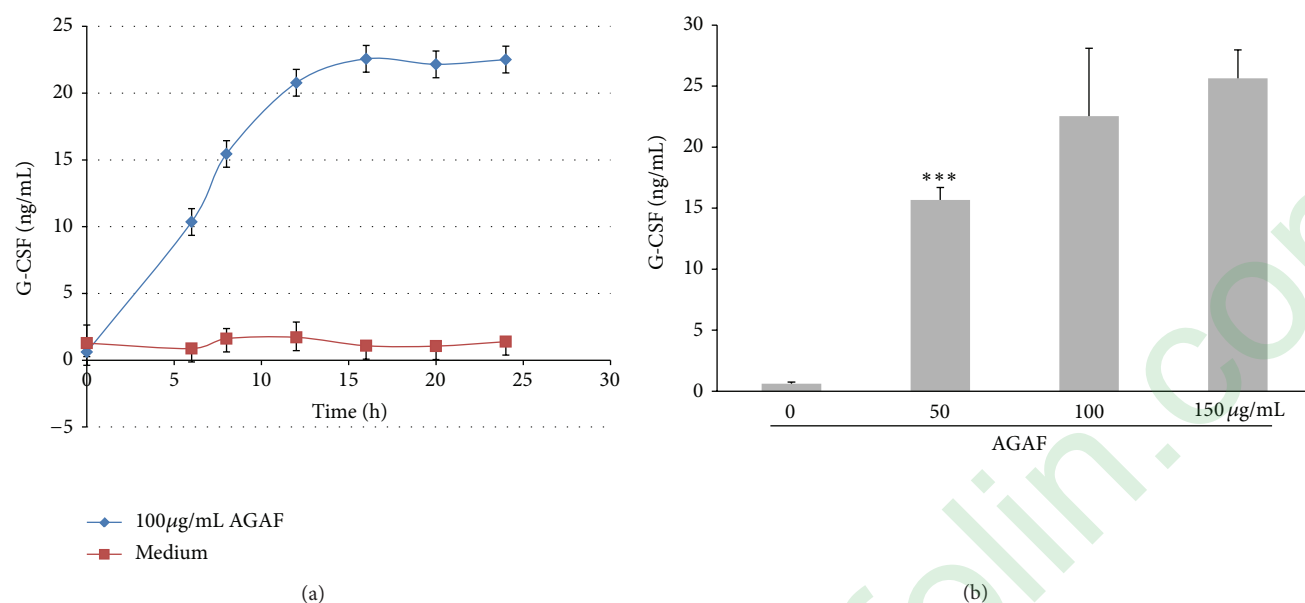 25
20
15
10
5
0
−5
G-CSF (ng/mL)
0 5 10 15 20 25 30
Time (h)
100μg/mL AGAF
Medium
(a)
30
25
20
15
10
5
0
G-CSF (ng/mL)
***
0 50 100 150 μg/mL
AGAF
(b)